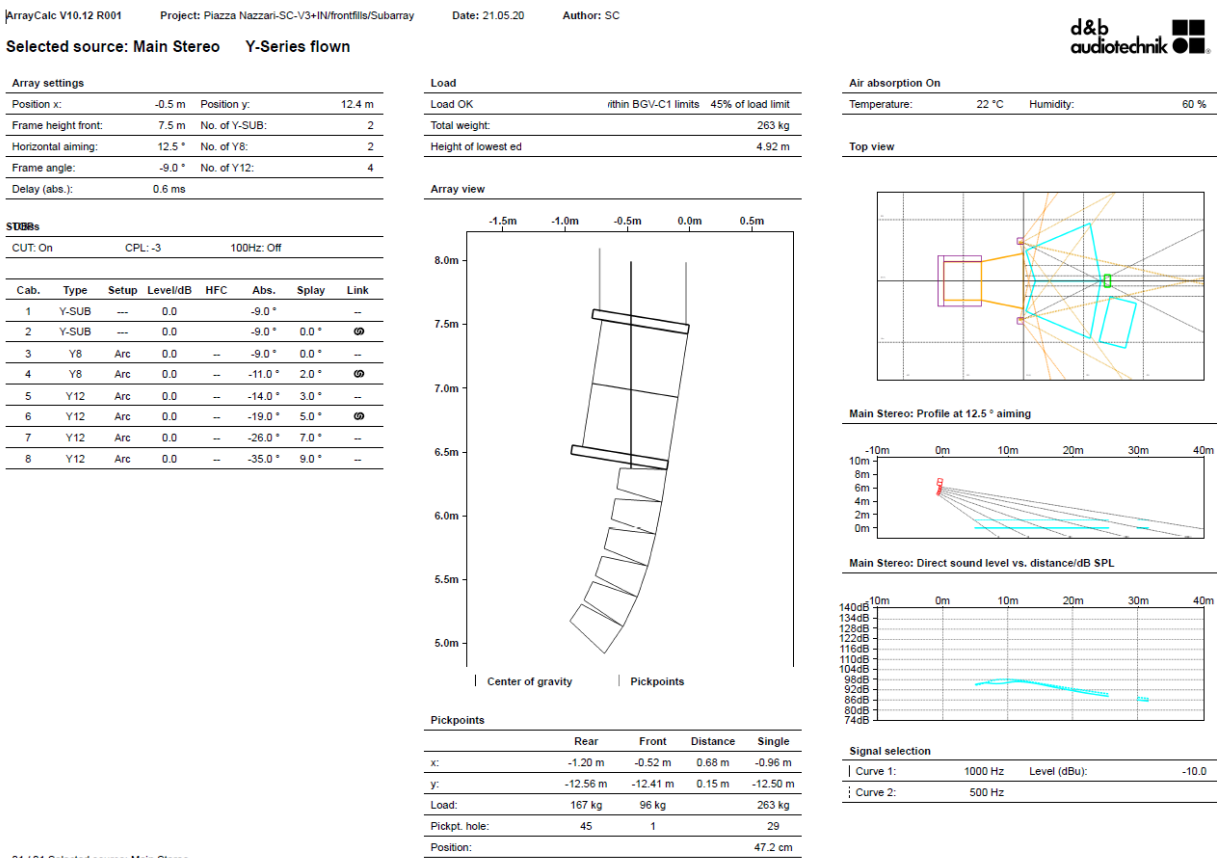 ArrayCalc V10.12 R001 Project: Piazza Nazzari-SC-V3+IN/frontfills/Subarray Date: 21.05.20 Author: SC
d&b
audiotechnik
Selected source: Main Stereo Y-Series flown
Array settings
Position x: -0.5 m Position y: 12.4 m
Frame height front: 7.5 m No. of Y-SUB: 2
Horizontal aiming: 12.5 ° No. of Y8: 2
Frame angle: -9.0 ° No. of Y12: 4
Delay (abs.): 0.6 ms
CUT: On CPL: -3 100Hz: Off
Cab. Type Setup Level/dB HFC Abs. Splay Link
1 Y-SUB --- 0.0 -9.0 ° --
2 Y-SUB --- 0.0 -9.0 ° 0.0 °
3 Y8 Arc 0.0 -- -9.0 ° 0.0 ° --
4 Y8 Arc 0.0 -- -11.0 ° 2.0 °
5 Y12 Arc 0.0 -- -14.0 ° 3.0 ° --
6 Y12 Arc 0.0 -- -19.0 ° 5.0 °
7 Y12 Arc 0.0 -- -26.0 ° 7.0 ° --
8 Y12 Arc 0.0 -- -35.0 ° 9.0 ° --
Load
Load OK ithin BGV-C1 limits 45% of load limit
Total weight: 263 kg
Height of lowest ed 4.92 m
Array view
-1.5m -1.0m -0.5m 0.0m 0.5m
8.0m
7.5m
7.0m
6.5m
6.0m
5.5m
5.0m
Center of gravity Pickpoints
Pickpoints
Rear Front Distance Single
x: -1.20 m -0.52 m 0.68 m -0.96 m
y: -12.56 m -12.41 m 0.15 m -12.50 m
Load: 167 kg 96 kg 263 kg
Pickpt. hole: 45 1 29
Position: 47.2 cm
Air absorption On
Temperature: 22 °C Humidity: 60 %
Top view
Main Stereo: Profile at 12.5 ° aiming
-10m 0m 10m 20m 30m 40m
10m
8m
6m
4m
2m
0m
Main Stereo: Direct sound level vs. distance/dB SPL
-10m 0m 10m 20m 30m 40m
140dB
134dB
128dB
122dB
116dB
110dB
104dB
98dB
92dB
86dB
80dB
74dB
Signal selection
Curve 1: 1000 Hz Level (dBu): -10.0
Curve 2: 500 Hz